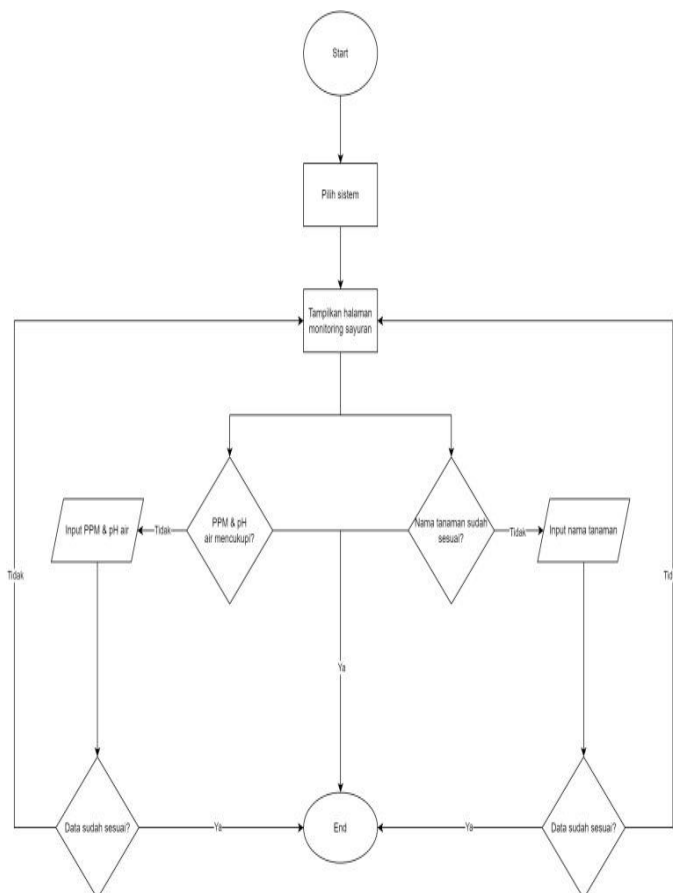 Start
Pilih sistem
Tampilkan halaman
monitoring sayuran
Input PPM & pH air
Tidak
PPM & pH
air mencukupi?
Nama tanaman sudah
sesuai?
Tidak
Input nama tanaman
Tidak
Ya
Data sudah sesuai?
Ya
End
Ya
Data sudah sesuai?